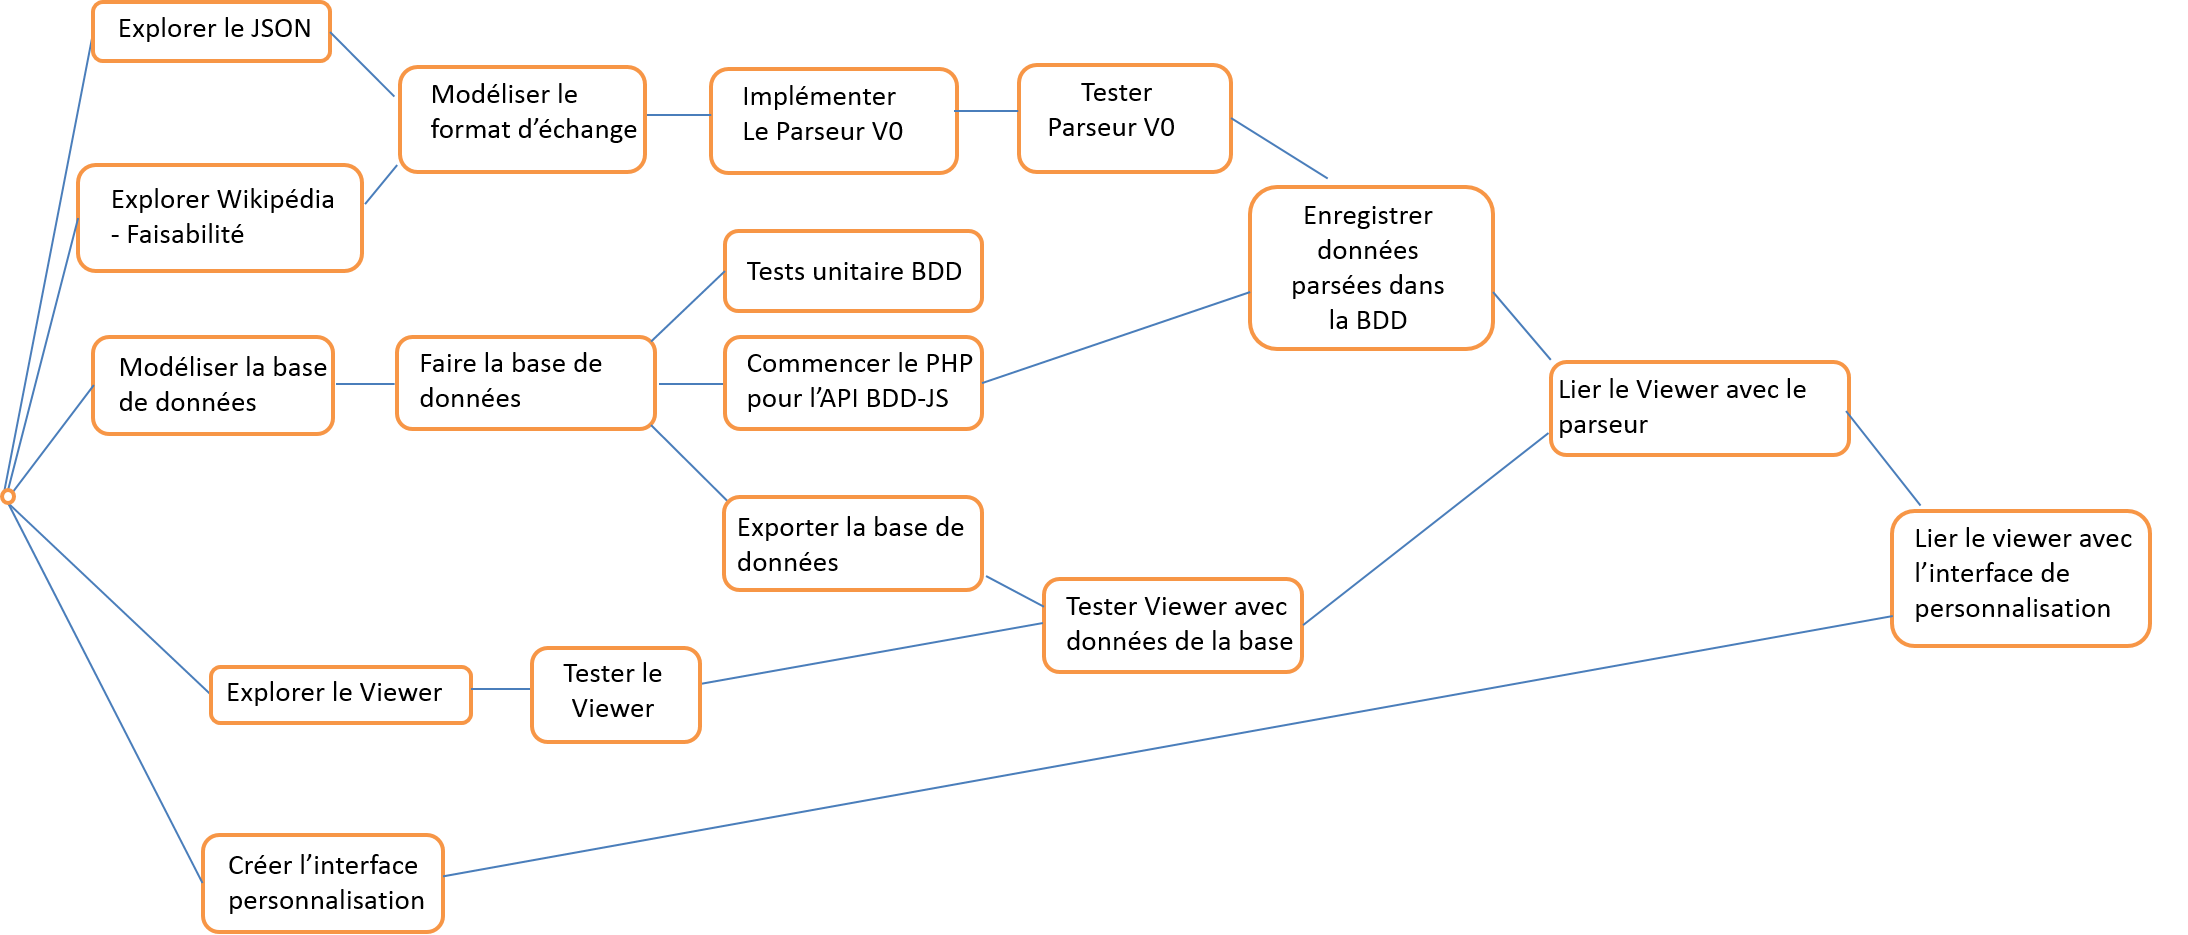 Explorer le JSON
Modéliser le
format d’échange
Implémenter
Le Parseur V0
Tester
Parseur V0
Explorer Wikipédia
- Faisabilité
Enregistrer
données
parsées dans
la BDD
Tests unitaire BDD
Modéliser la base
de données
Faire la base de
données
Commencer le PHP
pour l’API BDD-JS
Lier le Viewer avec le
parseur
Exporter la base de
données
Lier le viewer avec
l’interface de
personnalisation
Tester Viewer avec
données de la base
Explorer le Viewer
Tester le
Viewer
Créer l’interface
personnalisation